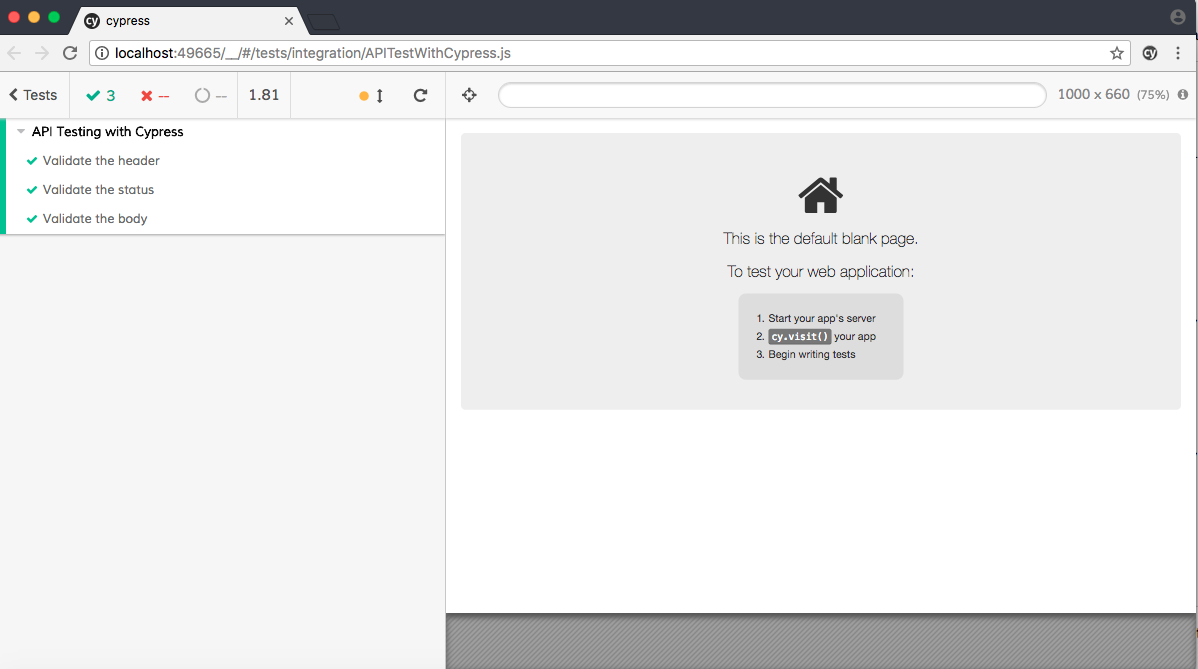 cy cypress
localhost:49665/__/#/tests/integration/APITestWithCypress.js
cy
Tests 3 -- -- 1.81
1000 x 660 (75%)
API Testing with Cypress
Validate the header
Validate the status
Validate the body
This is the default blank page.
To test your web application:
1. Start your app's server
2. cy.visit() your app
3. Begin writing tests